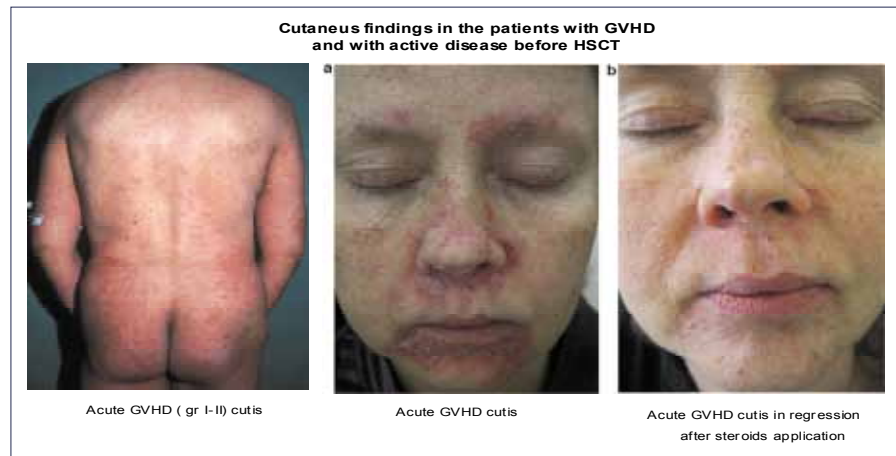 Cutaneus findings in the patients with GVHD
and with active disease before HSCT
a
b
Acute GVHD ( gr I-II) cutis
Acute GVHD cutis
Acute GVHD cutis in regression
after steroids application